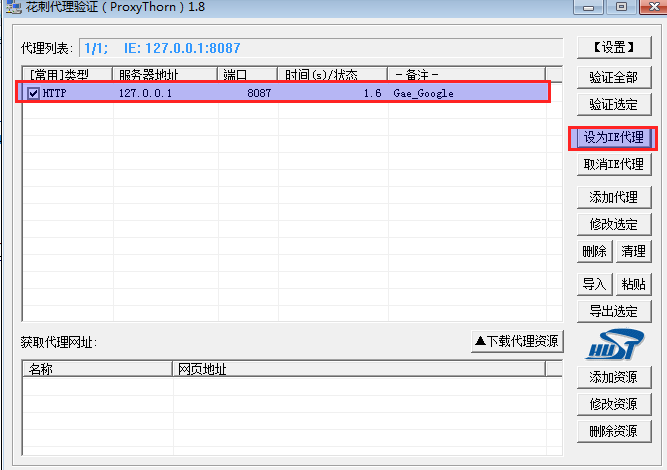 花刺代理验证 ( ProxyThorn ) 1.8
代理列表: 1/1; IE: 127.0.0.1:8087
【设置】
[常用]类型 服务器地址 端口 时间(s)/状态 -备注-
HTTP 127.0.0.1 8087 1.6 Gae_Google
验证全部
验证选定
设为IE代理
取消IE代理
添加代理
修改选定
删除 清理
导入 粘贴
导出选定
获取代理网址: ▲下载代理资源
HUST
名称 网页地址
添加资源
修改资源
删除资源